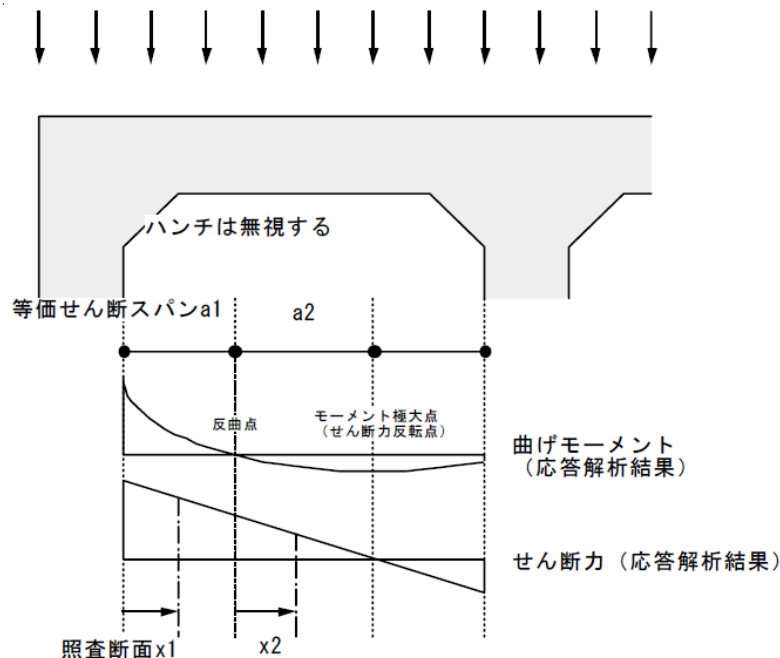 ハンチは無視する
等価せん断スパンa1
a2
反曲点
モーメント極大点
（せん断力反転点）
曲げモーメント
（応答解析結果）
せん断力（応答解析結果）
照査断面x1
x2